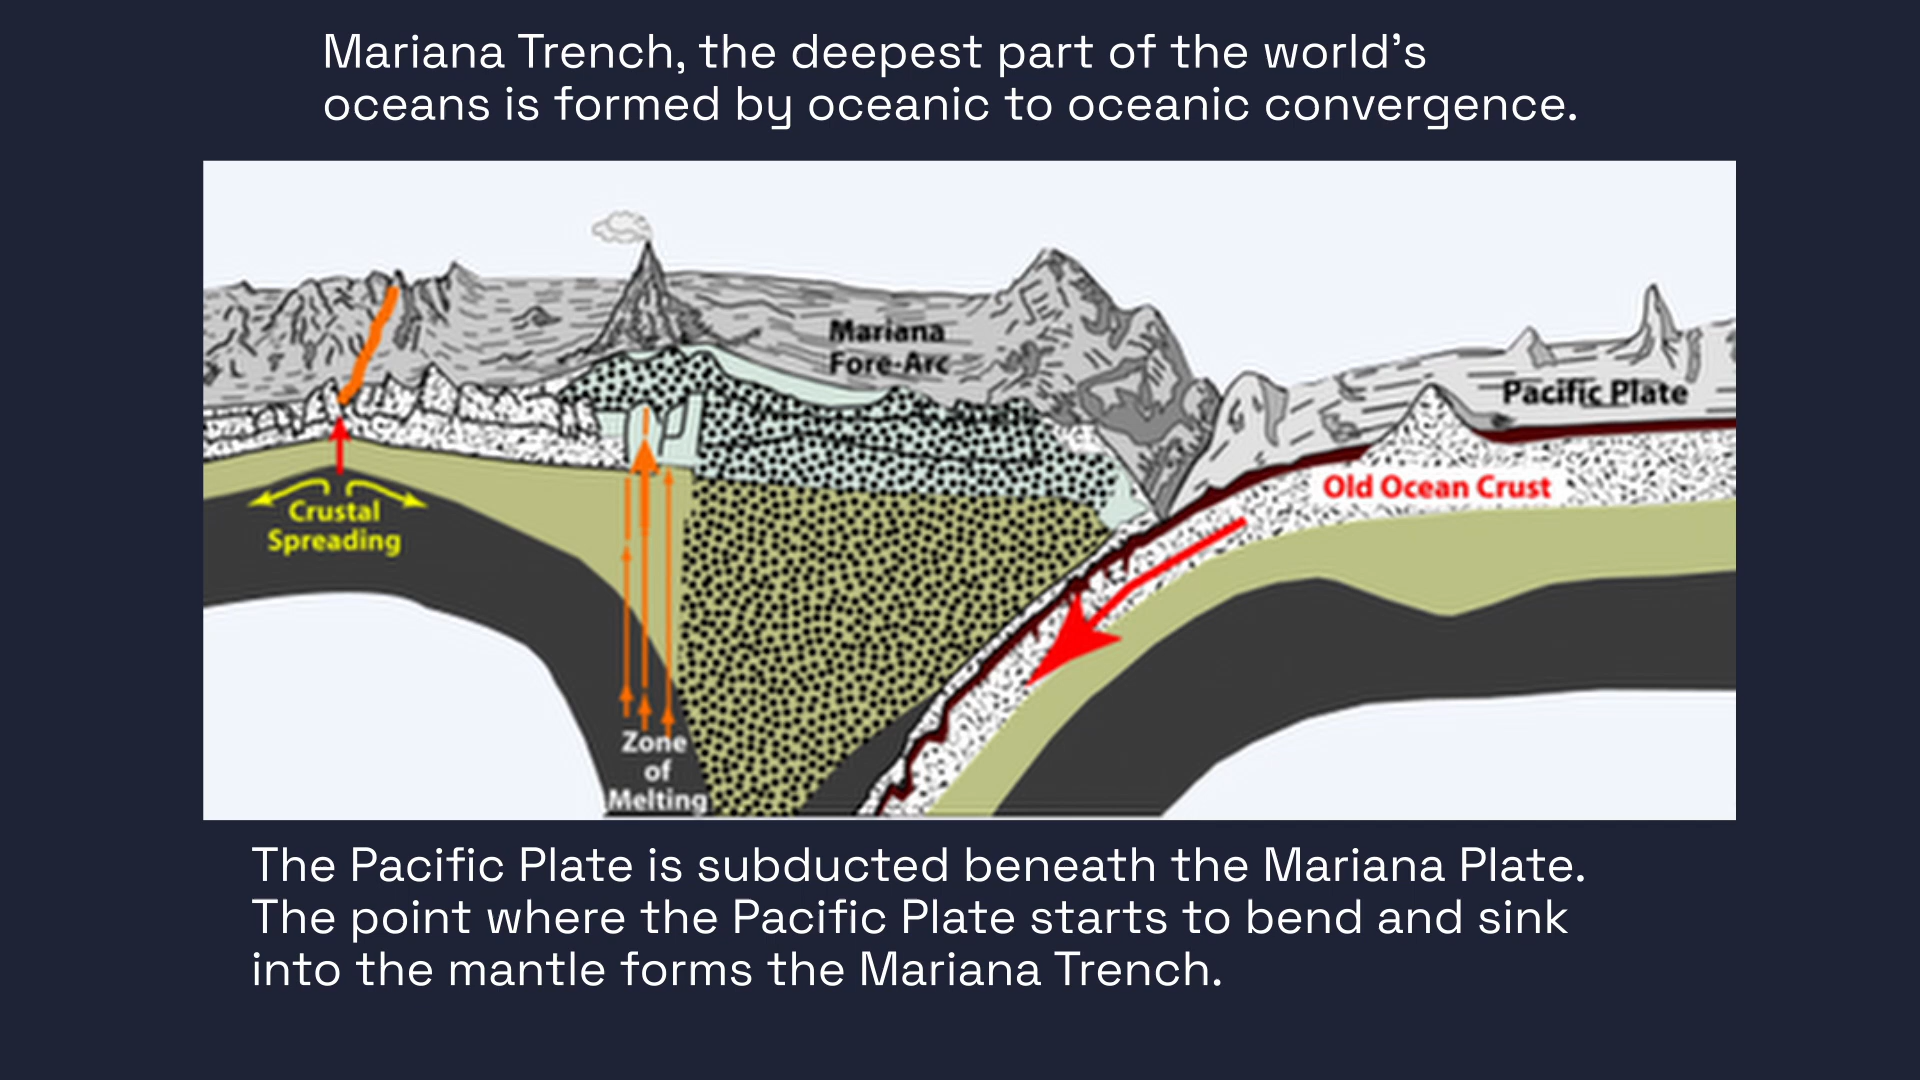 Mariana Trench, the deepest part of the world's
oceans is formed by oceanic to oceanic convergence.
Mariana
Fore-Arc
Pacific Plate
Old Ocean Crust
Crustal
Spreading
Zone
of
Melting
The Pacific Plate is subducted beneath the Mariana Plate.
The point where the Pacific Plate starts to bend and sink
into the mantle forms the Mariana Trench.